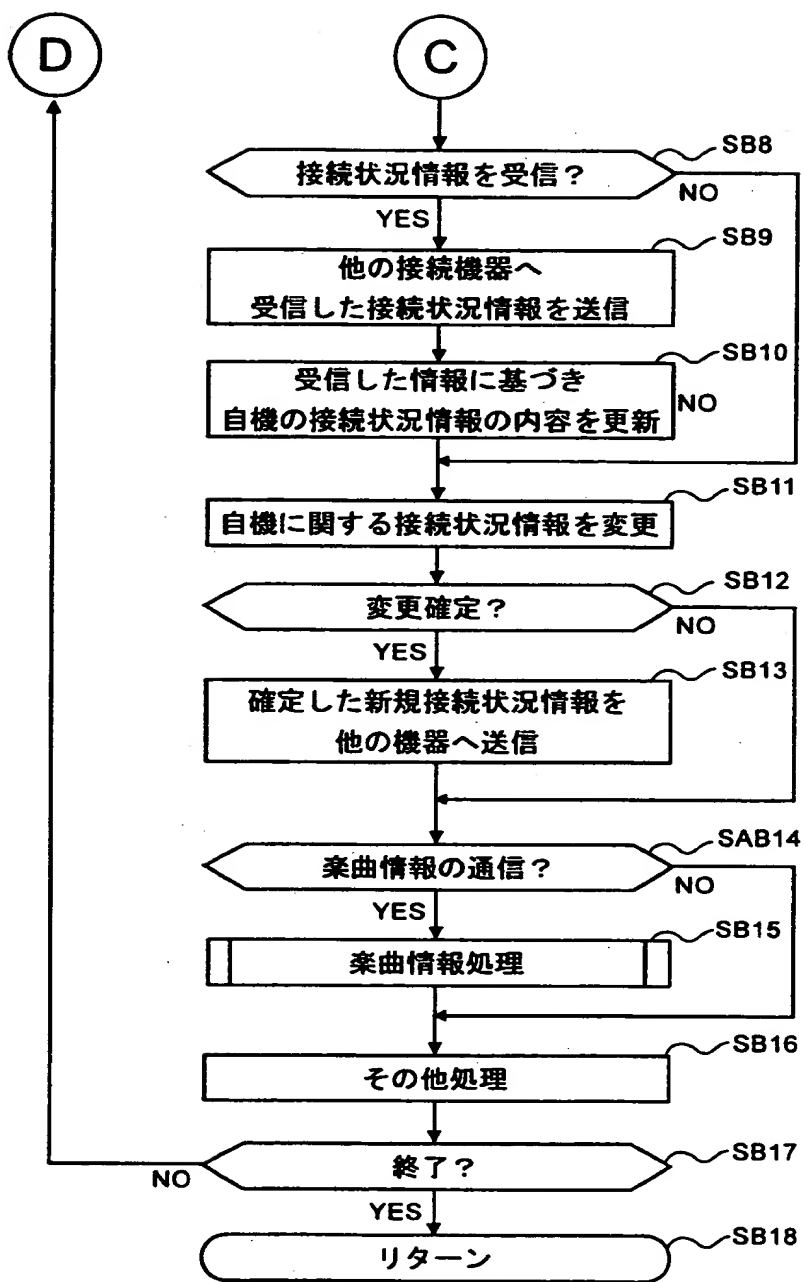 D
C
接続状況情報を受信？
SB8
NO
YES
SB9
他の接続機器へ
受信した接続状況情報を送信
SB10
受信した情報に基づき
自機の接続状況情報の内容を更新
NO
SB11
自機に関する接続状況情報を変更
SB12
変更確定？
NO
YES
SB13
確定した新規接続状況情報を
他の機器へ送信
SAB14
楽曲情報の通信？
NO
YES
SB15
楽曲情報処理
SB16
その他処理
SB17
終了？
NO
YES
SB18
リターン